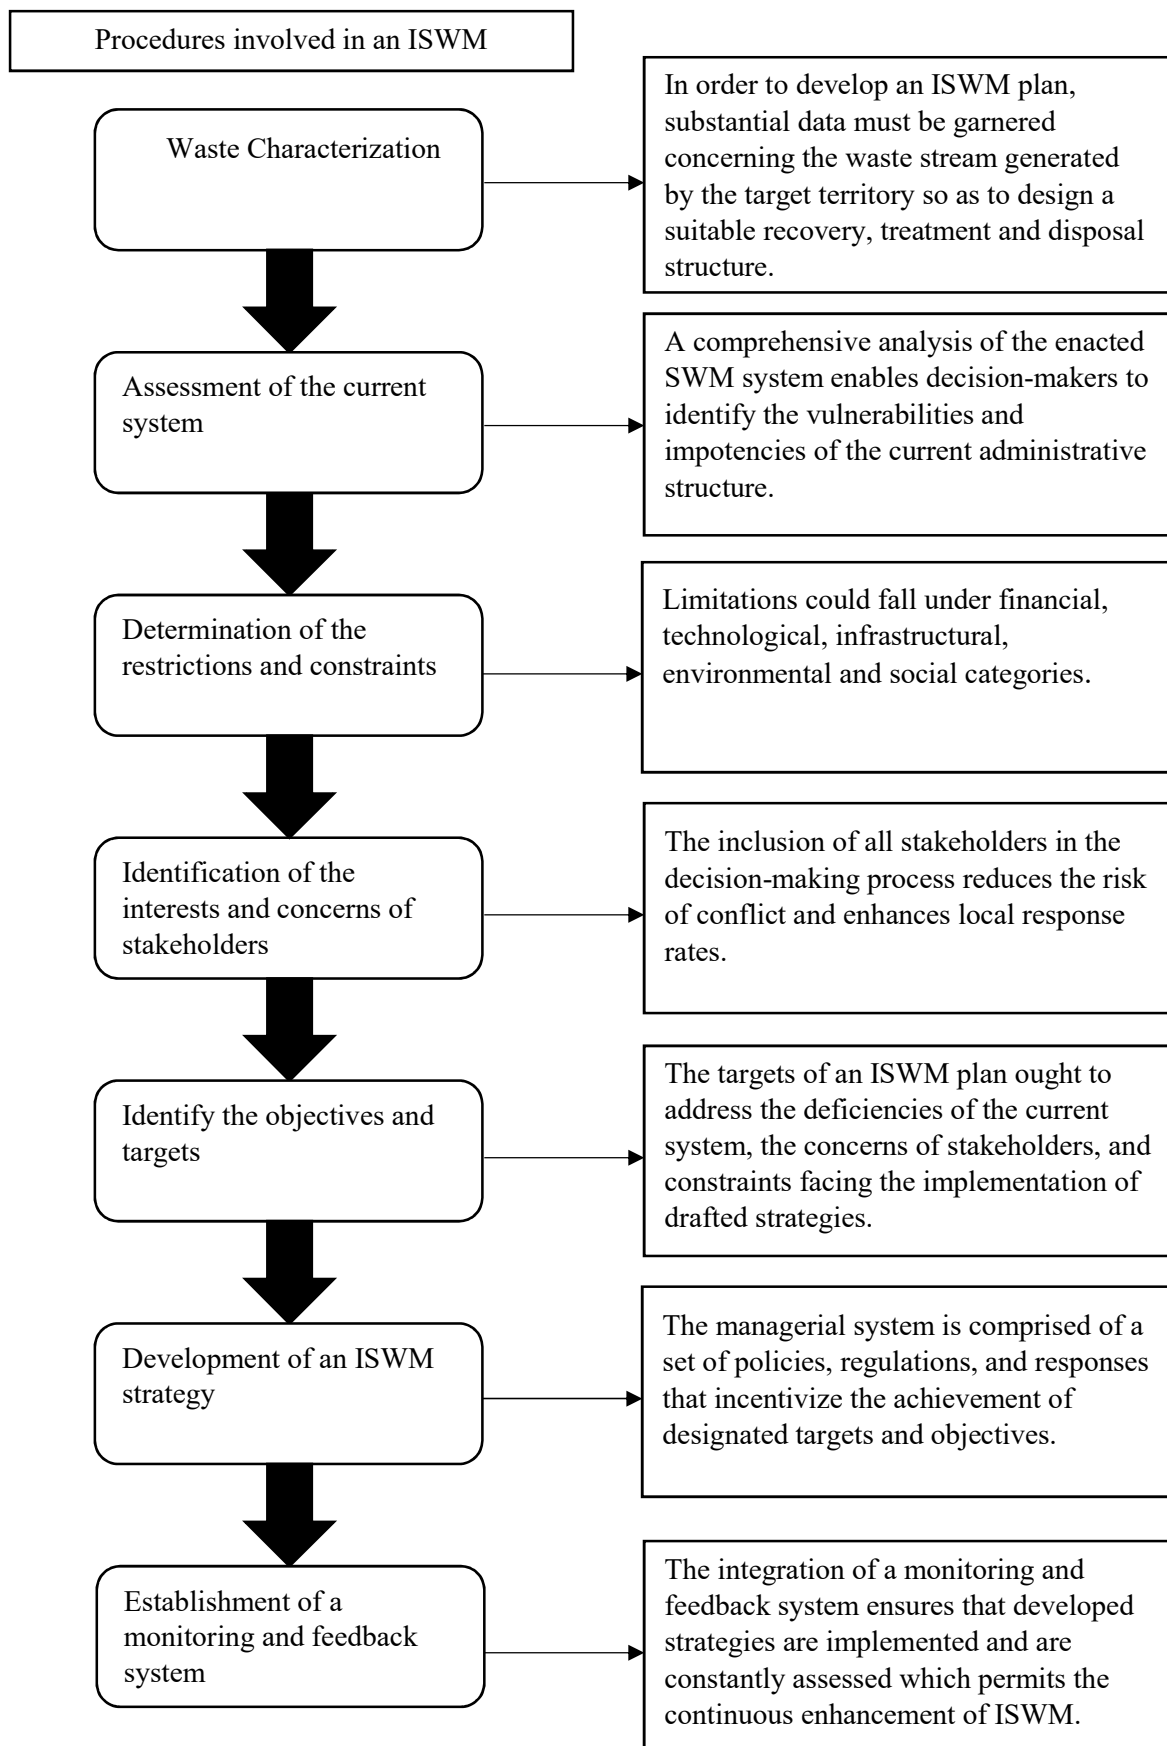 Procedures involved in an ISWM
Waste Characterization
In order to develop an ISWM plan,
substantial data must be garnered
concerning the waste stream generated
by the target territory so as to design a
suitable recovery, treatment and disposal
structure.
Assessment of the current
system
A comprehensive analysis of the enacted
SWM system enables decision-makers to
identify the vulnerabilities and
impotencies of the current administrative
structure.
Determination of the
restrictions and constraints
Limitations could fall under financial,
technological, infrastructural,
environmental and social categories.
Identification of the
interests and concerns of
stakeholders
The inclusion of all stakeholders in the
decision-making process reduces the risk
of conflict and enhances local response
rates.
Identify the objectives and
targets
The targets of an ISWM plan ought to
address the deficiencies of the current
system, the concerns of stakeholders, and
constraints facing the implementation of
drafted strategies.
Development of an ISWM
strategy
The managerial system is comprised of a
set of policies, regulations, and responses
that incentivize the achievement of
designated targets and objectives.
Establishment of a
monitoring and feedback
system
The integration of a monitoring and
feedback system ensures that developed
strategies are implemented and are
constantly assessed which permits the
continuous enhancement of ISWM.